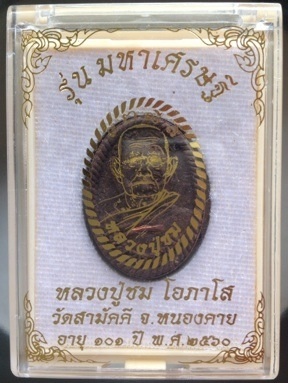 รุ่น มหาเศรษฐี
หลวงปู่ชม
หลวงปู่ชม โอภาโส
วัดสามัคคี จ.หนองคาย
อายุ ๑๐๑ ปี พ.ศ.๒๕๖๐